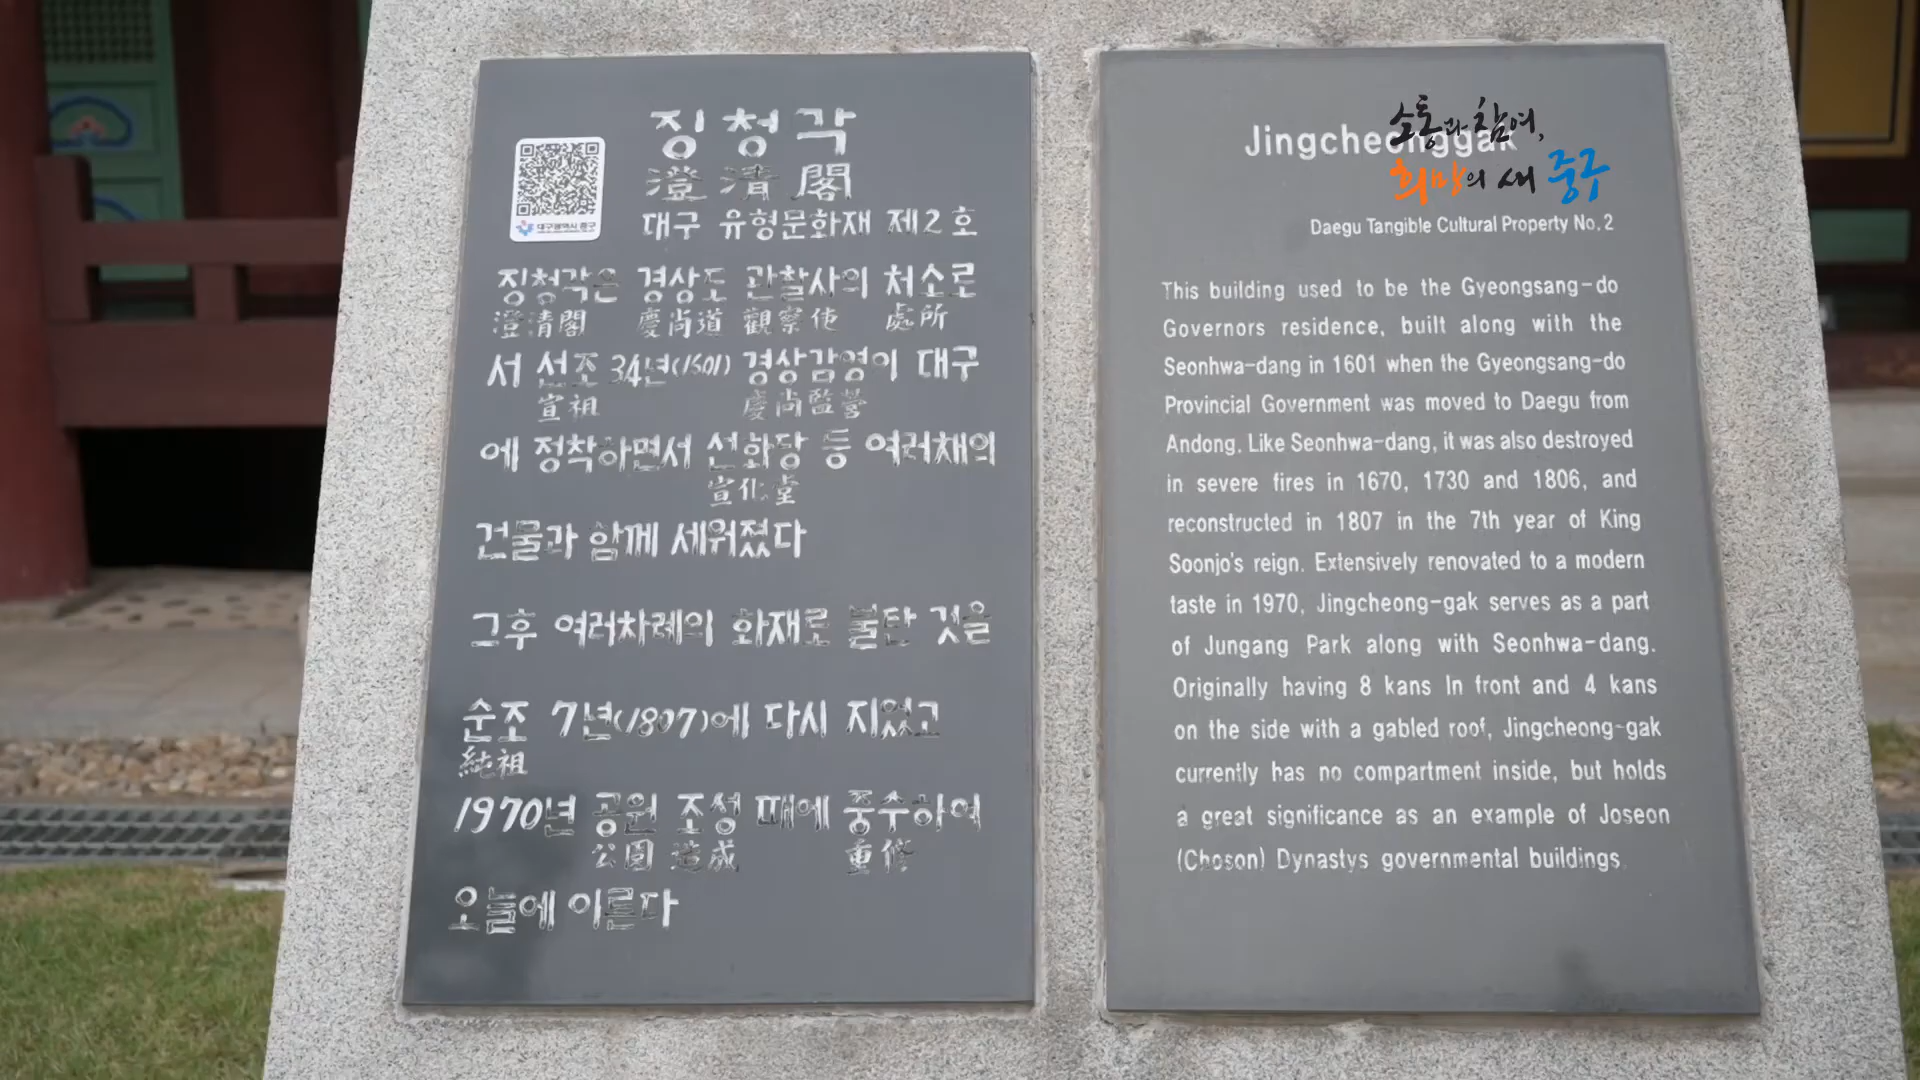 징청각
澄淸閣
대구 유형문화재 제2호
대구광역시 중구
징청각은 경상도 관찰사의 처소로
澄淸閣 慶尚道 觀察使 處所
서 선조 34년(1601) 경상감영이 대구
宣祖 慶尚監營
에 정착하면서 선화당 등 여러채의
宣化堂
건물과 함께 세워졌다
그후 여러차례의 화재로 불탄 것을
순조 7년(1807)에 다시 지었고
純祖
1970년 공원 조성 때에 중수하여
公園 造成 重修
오늘에 이른다
Jingcheonggak
소통과 참여,
희망의 새 중구
Daegu Tangible Cultural Property No. 2
This building used to be the Gyeongsang-do
Governors residence, built along with the
Seonhwa-dang in 1601 when the Gyeongsang-do
Provincial Government was moved to Daegu from
Andong. Like Seonhwa-dang, it was also destroyed
in severe fires in 1670, 1730 and 1806, and
reconstructed in 1807 in the 7th year of King
Soonjo's reign. Extensively renovated to a modern
taste in 1970, Jingcheong-gak serves as a part
of Jungang Park along with Seonhwa-dang.
Originally having 8 kans In front and 4 kans
on the side with a gabled roof, Jingcheong-gak
currently has no compartment inside, but holds
a great significance as an example of Joseon
(Choson) Dynastys governmental buildings.